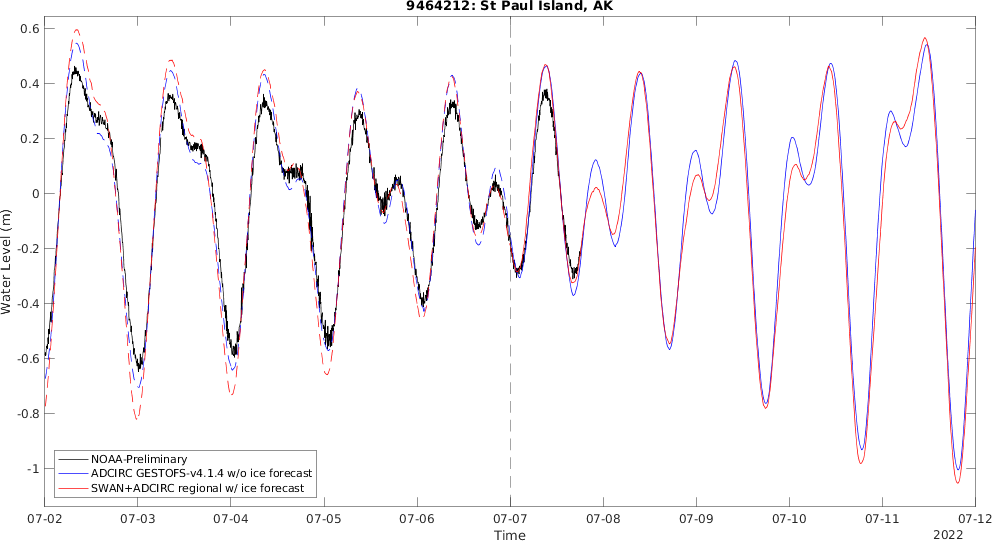 9464212: St Paul Island, AK
Water Level (m)
0.6
0.4
0.2
0
-0.2
-0.4
-0.6
-0.8
-1
NOAA-Preliminary
ADCIRC GESTOFS-v4.1.4 w/o ice forecast
SWAN+ADCIRC regional w/ ice forecast
07-02 07-03 07-04 07-05 07-06 07-07 07-08 07-09 07-10 07-11 07-12
Time
2022